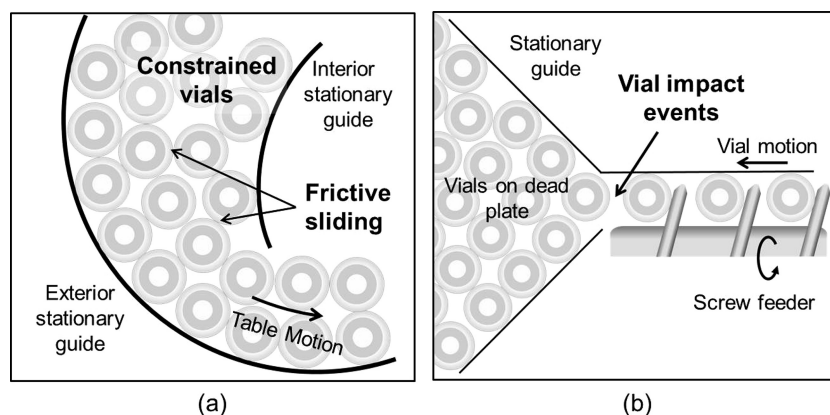 Constrained
vials
Interior
stationary
guide
Frictive
sliding
Exterior
stationary
guide
Table Motion
(a)
Stationary
guide
Vial impact
events
Vial motion
Vials on dead
plate
Screw feeder
(b)